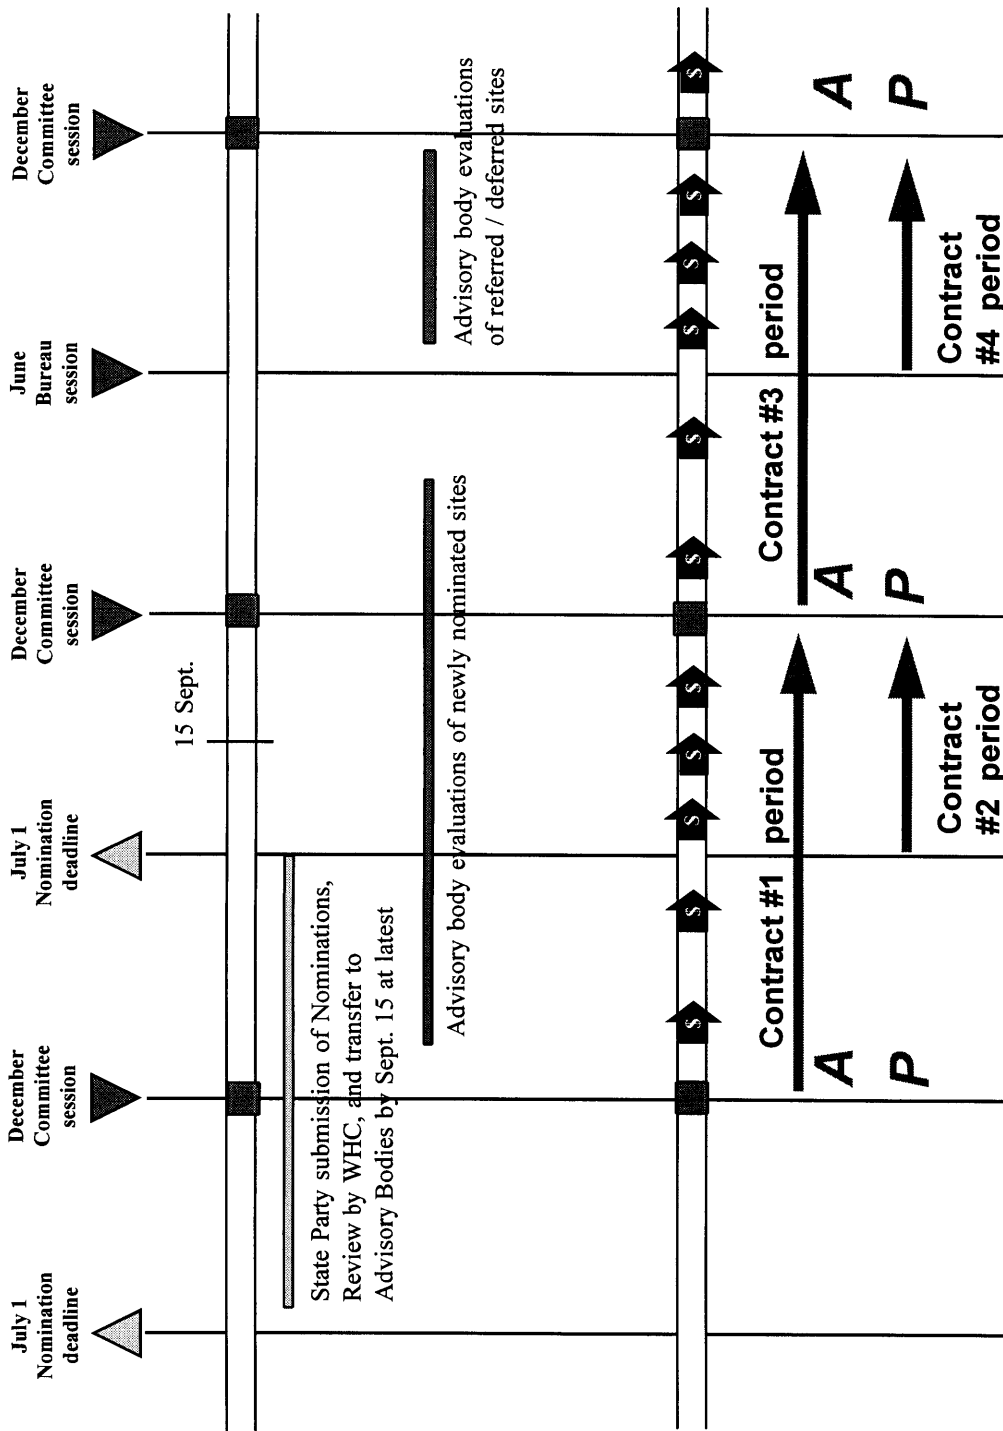 July 1
Nomination
deadline
December
Committee
session
July 1
Nomination
deadline
December
Committee
session
June
Bureau
session
December
Committee
session
15 Sept.
State Party submission of Nominations,
Review by WHC, and transfer to
Advisory Bodies by Sept. 15 at latest
Advisory body evaluations of newly nominated sites
Advisory body evaluations
of referred / deferred sites
$ $ $ $ $ $ $ $ $ $ $
Contract #1 period
Contract #3 period
A A A
P P P
Contract
#2 period
Contract
#4 period